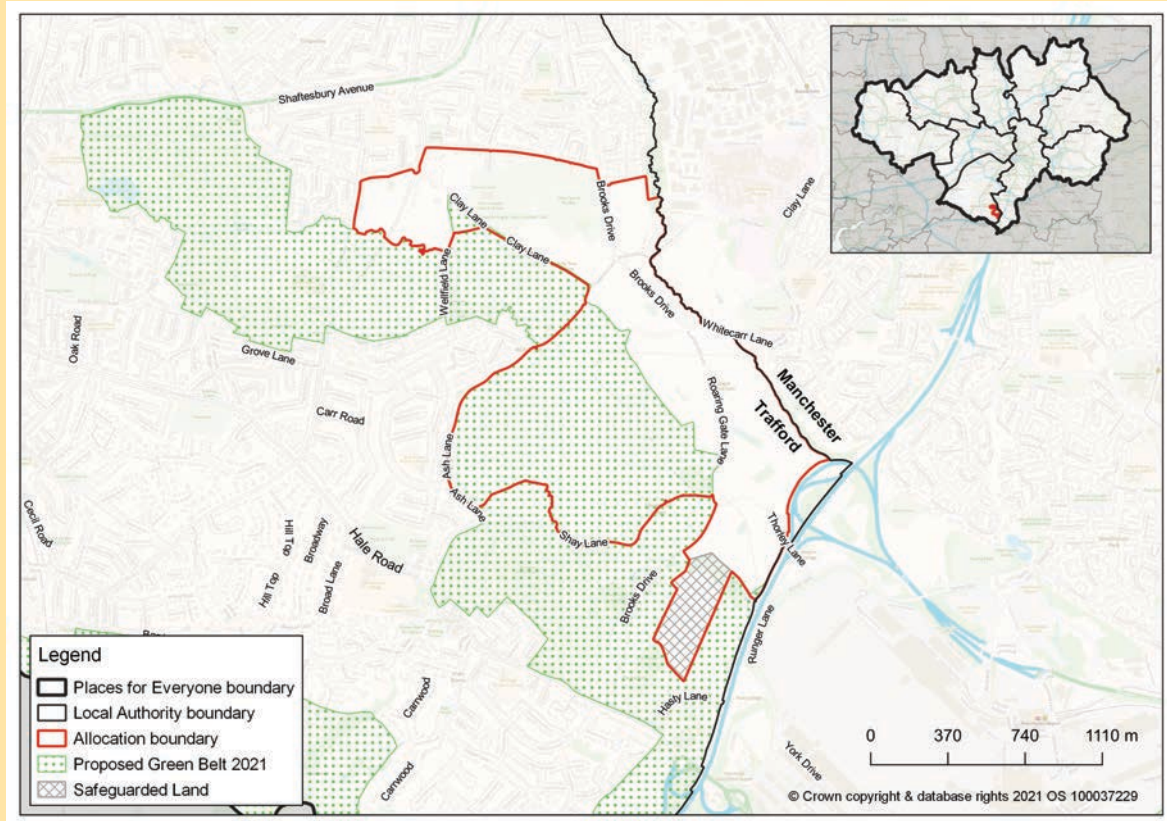 Shaftesbury Avenue
Clay Lane
Brooks Drive
Clay Lane
Clay Lane
Wellfield Lane
Brooks Drive
Whitecarr Lane
Oak Road
Grove Lane
Manchester
Trafford
Roaring Gate Lane
Carr Road
Ash Lane
Ash Lane
Cecil Road
Hill Top
Broadway
Hale Road
Shay Lane
Thorley Lane
Hill Top
Broad Lane
Brooks Drive
Runger Lane
Hasty Lane
Carrwood
York Drive
Carrwood
Legend
Places for Everyone boundary
Local Authority boundary
Allocation boundary
Proposed Green Belt 2021
Safeguarded Land
0 370 740 1110 m
© Crown copyright & database rights 2021 OS 100037229